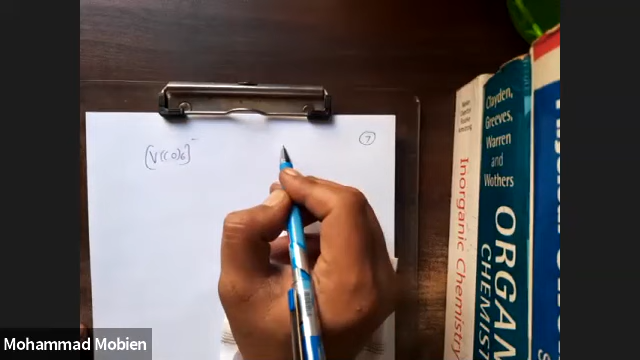 [V(CO)6]⁻
7
Inorganic Chemistry
Clayden,
Greeves,
Warren
and
Wothers
ORGANIC
CHEMISTRY
Mohammad Mobien